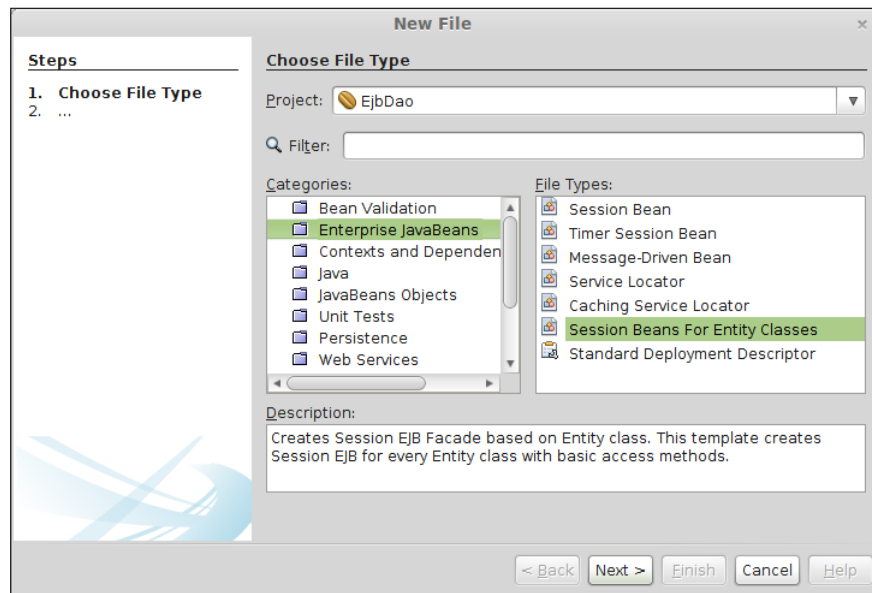 New File
Steps
1. Choose File Type
2. ...
Choose File Type
Project: EjbDao
Filter:
Categories:
Bean Validation
Enterprise JavaBeans
Contexts and Dependen
Java
JavaBeans Objects
Unit Tests
Persistence
Web Services
File Types:
Session Bean
Timer Session Bean
Message-Driven Bean
Service Locator
Caching Service Locator
Session Beans For Entity Classes
Standard Deployment Descriptor
Description:
Creates Session EJB Facade based on Entity class. This template creates
Session EJB for every Entity class with basic access methods.
< Back Next > Finish Cancel Help